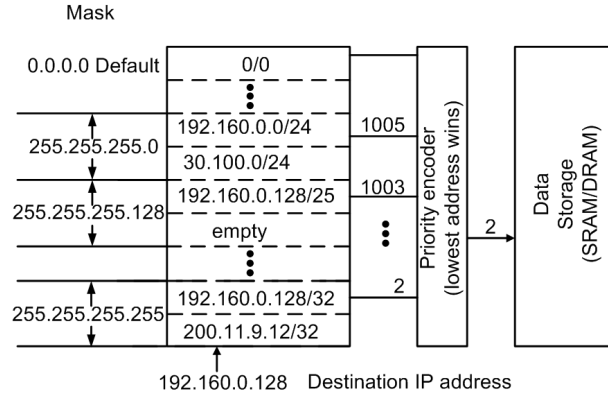 Mask
0.0.0.0 Default
0/0
192.160.0.0/24
1005
255.255.255.0
30.100.0/24
192.160.0.128/25
1003
255.255.255.128
empty
192.160.0.128/32
2
255.255.255.255
200.11.9.12/32
192.160.0.128 Destination IP address
Priority encoder
(lowest address wins)
2
Data
Storage
(SRAM/DRAM)